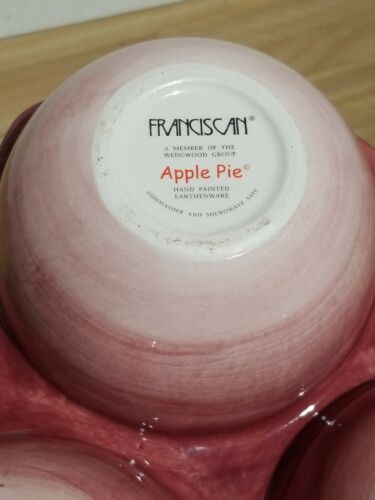 FRANCISCAN®
A MEMBER OF THE
WEDGWOOD GROUP
Apple Pie©
HAND PAINTED
EARTHENWARE
DISHWASHER AND MICROWAVE SAFE